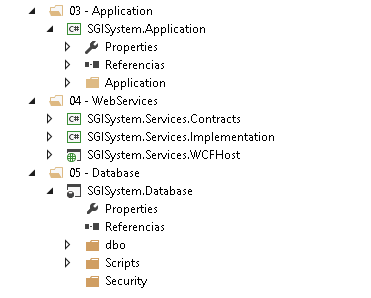 03 - Application
C# SGISystem.Application
Properties
Referencias
Application
04 - WebServices
C# SGISystem.Services.Contracts
C# SGISystem.Services.Implementation
SGISystem.Services.WCFHost
05 - Database
SGISystem.Database
Properties
Referencias
dbo
Scripts
Security